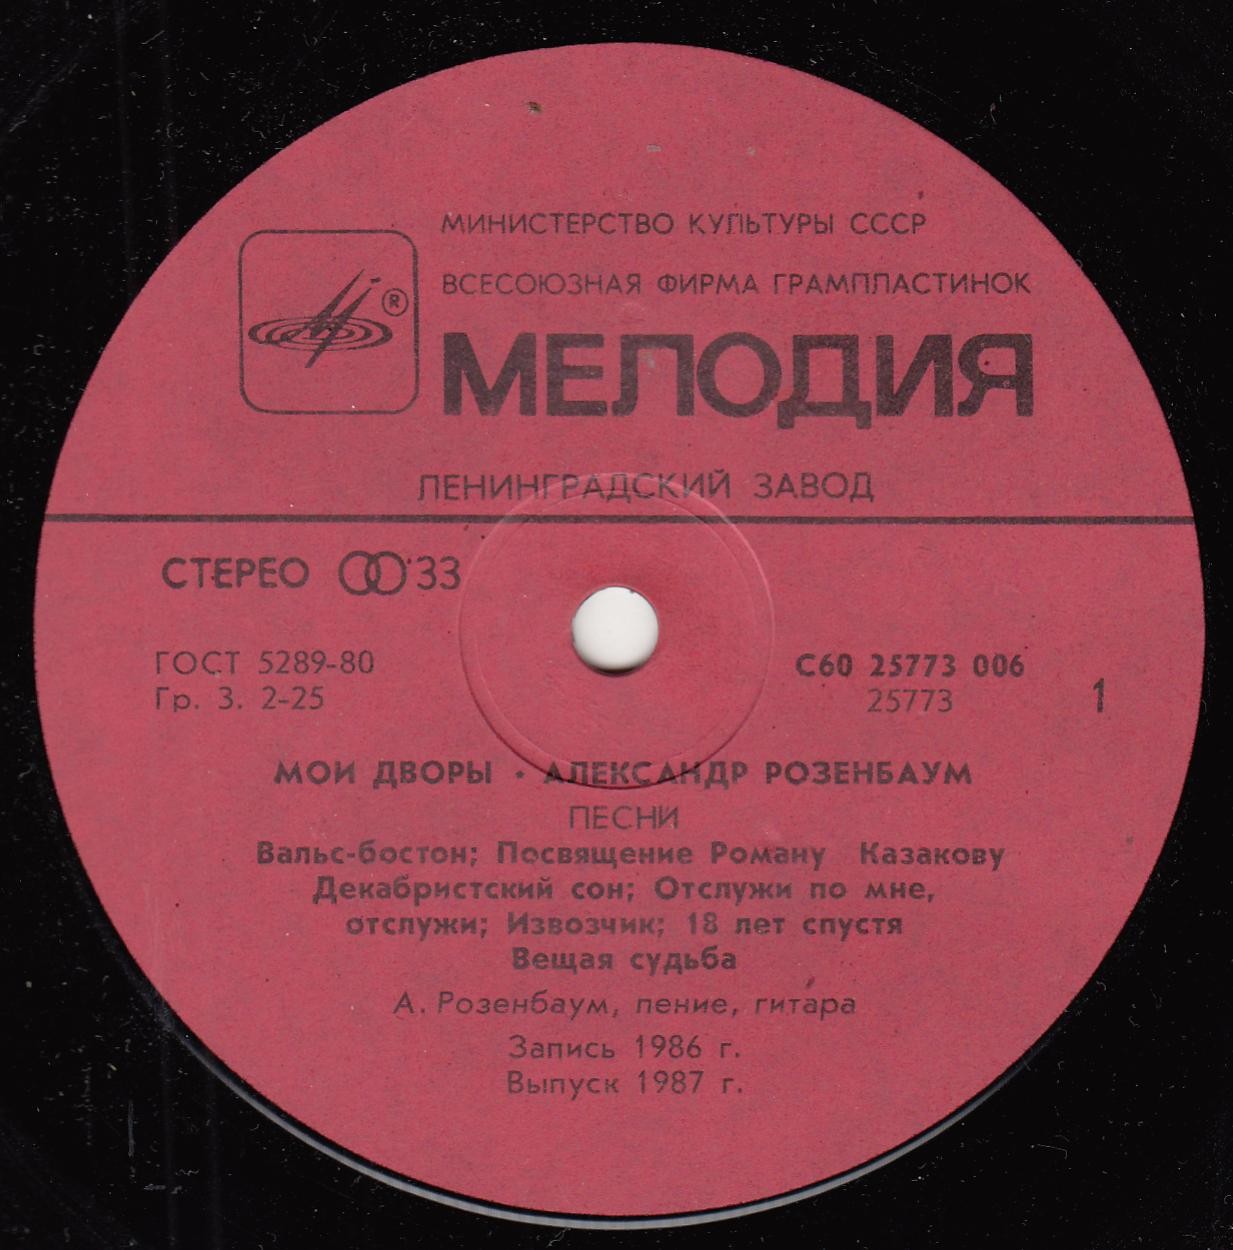 МИНИСТЕРСТВО КУЛЬТУРЫ СССР
ВСЕСОЮЗНАЯ ФИРМА ГРАМПЛАСТИНОК
®
МЕЛОДИЯ
ЛЕНИНГРАДСКИЙ ЗАВОД
СТЕРЕО 33
ГОСТ 5289-80
Гр. 3. 2-25
С60 25773 006
25773
1
МОИ ДВОРЫ · АЛЕКСАНДР РОЗЕНБАУМ
ПЕСНИ
Вальс-бостон; Посвящение Роману Казакову
Декабристский сон; Отслужи по мне,
отслужи; Извозчик; 18 лет спустя
Вещая судьба
А. Розенбаум, пение, гитара
Запись 1986 г.
Выпуск 1987 г.